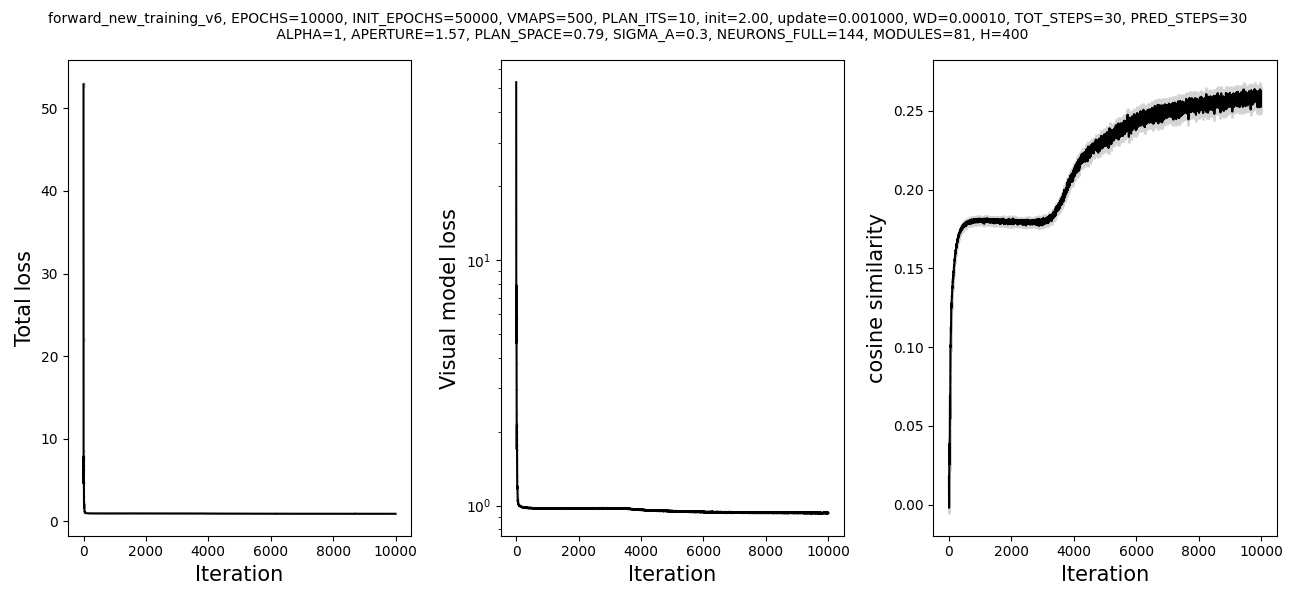 forward_new_training_v6, EPOCHS=10000, INIT_EPOCHS=50000, VMAPS=500, PLAN_ITS=10, init=2.00, update=0.001000, WD=0.00010, TOT_STEPS=30, PRED_STEPS=30
ALPHA=1, APERTURE=1.57, PLAN_SPACE=0.79, SIGMA_A=0.3, NEURONS_FULL=144, MODULES=81, H=400
Total loss
50
40
30
20
10
0
0 2000 4000 6000 8000 10000
Iteration
Visual model loss
10¹
10⁰
0 2000 4000 6000 8000 10000
Iteration
cosine similarity
0.25
0.20
0.15
0.10
0.05
0.00
0 2000 4000 6000 8000 10000
Iteration